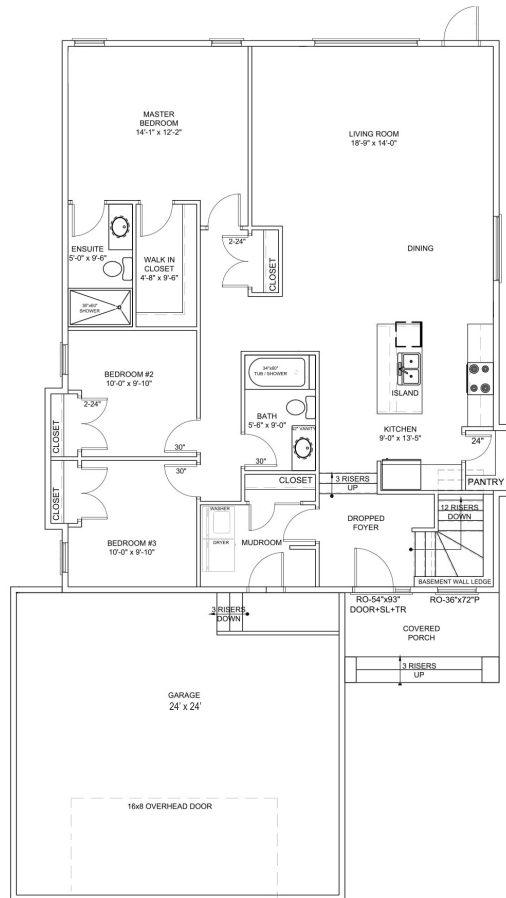 MASTER
BEDROOM
14'-1" x 12'-2"
LIVING ROOM
18'-9" x 14'-0"
2-24"
ENSUITE
5'-0" x 9'-6"
WALK IN
CLOSET
4'-8" x 9'-6"
CLOSET
DINING
36"x60"
SHOWER
BEDROOM #2
10'-0" x 9'-10"
34"x60"
TUB / SHOWER
ISLAND
2-24"
CLOSET
BATH
5'-6" x 9'-0"
32" VANITY
KITCHEN
9'-0" x 13'-5"
24"
30"
30"
30"
CLOSET
CLOSET
3 RISERS
UP
PANTRY
WASHER
DRYER
MUDROOM
DROPPED
FOYER
12 RISERS
DOWN
BEDROOM #3
10'-0" x 9'-10"
BASEMENT WALL LEDGE
RO-54"x93"
DOOR+SL+TR
RO-36"x72"P
3 RISERS
DOWN
COVERED
PORCH
3 RISERS
UP
GARAGE
24' x 24'
16x8 OVERHEAD DOOR